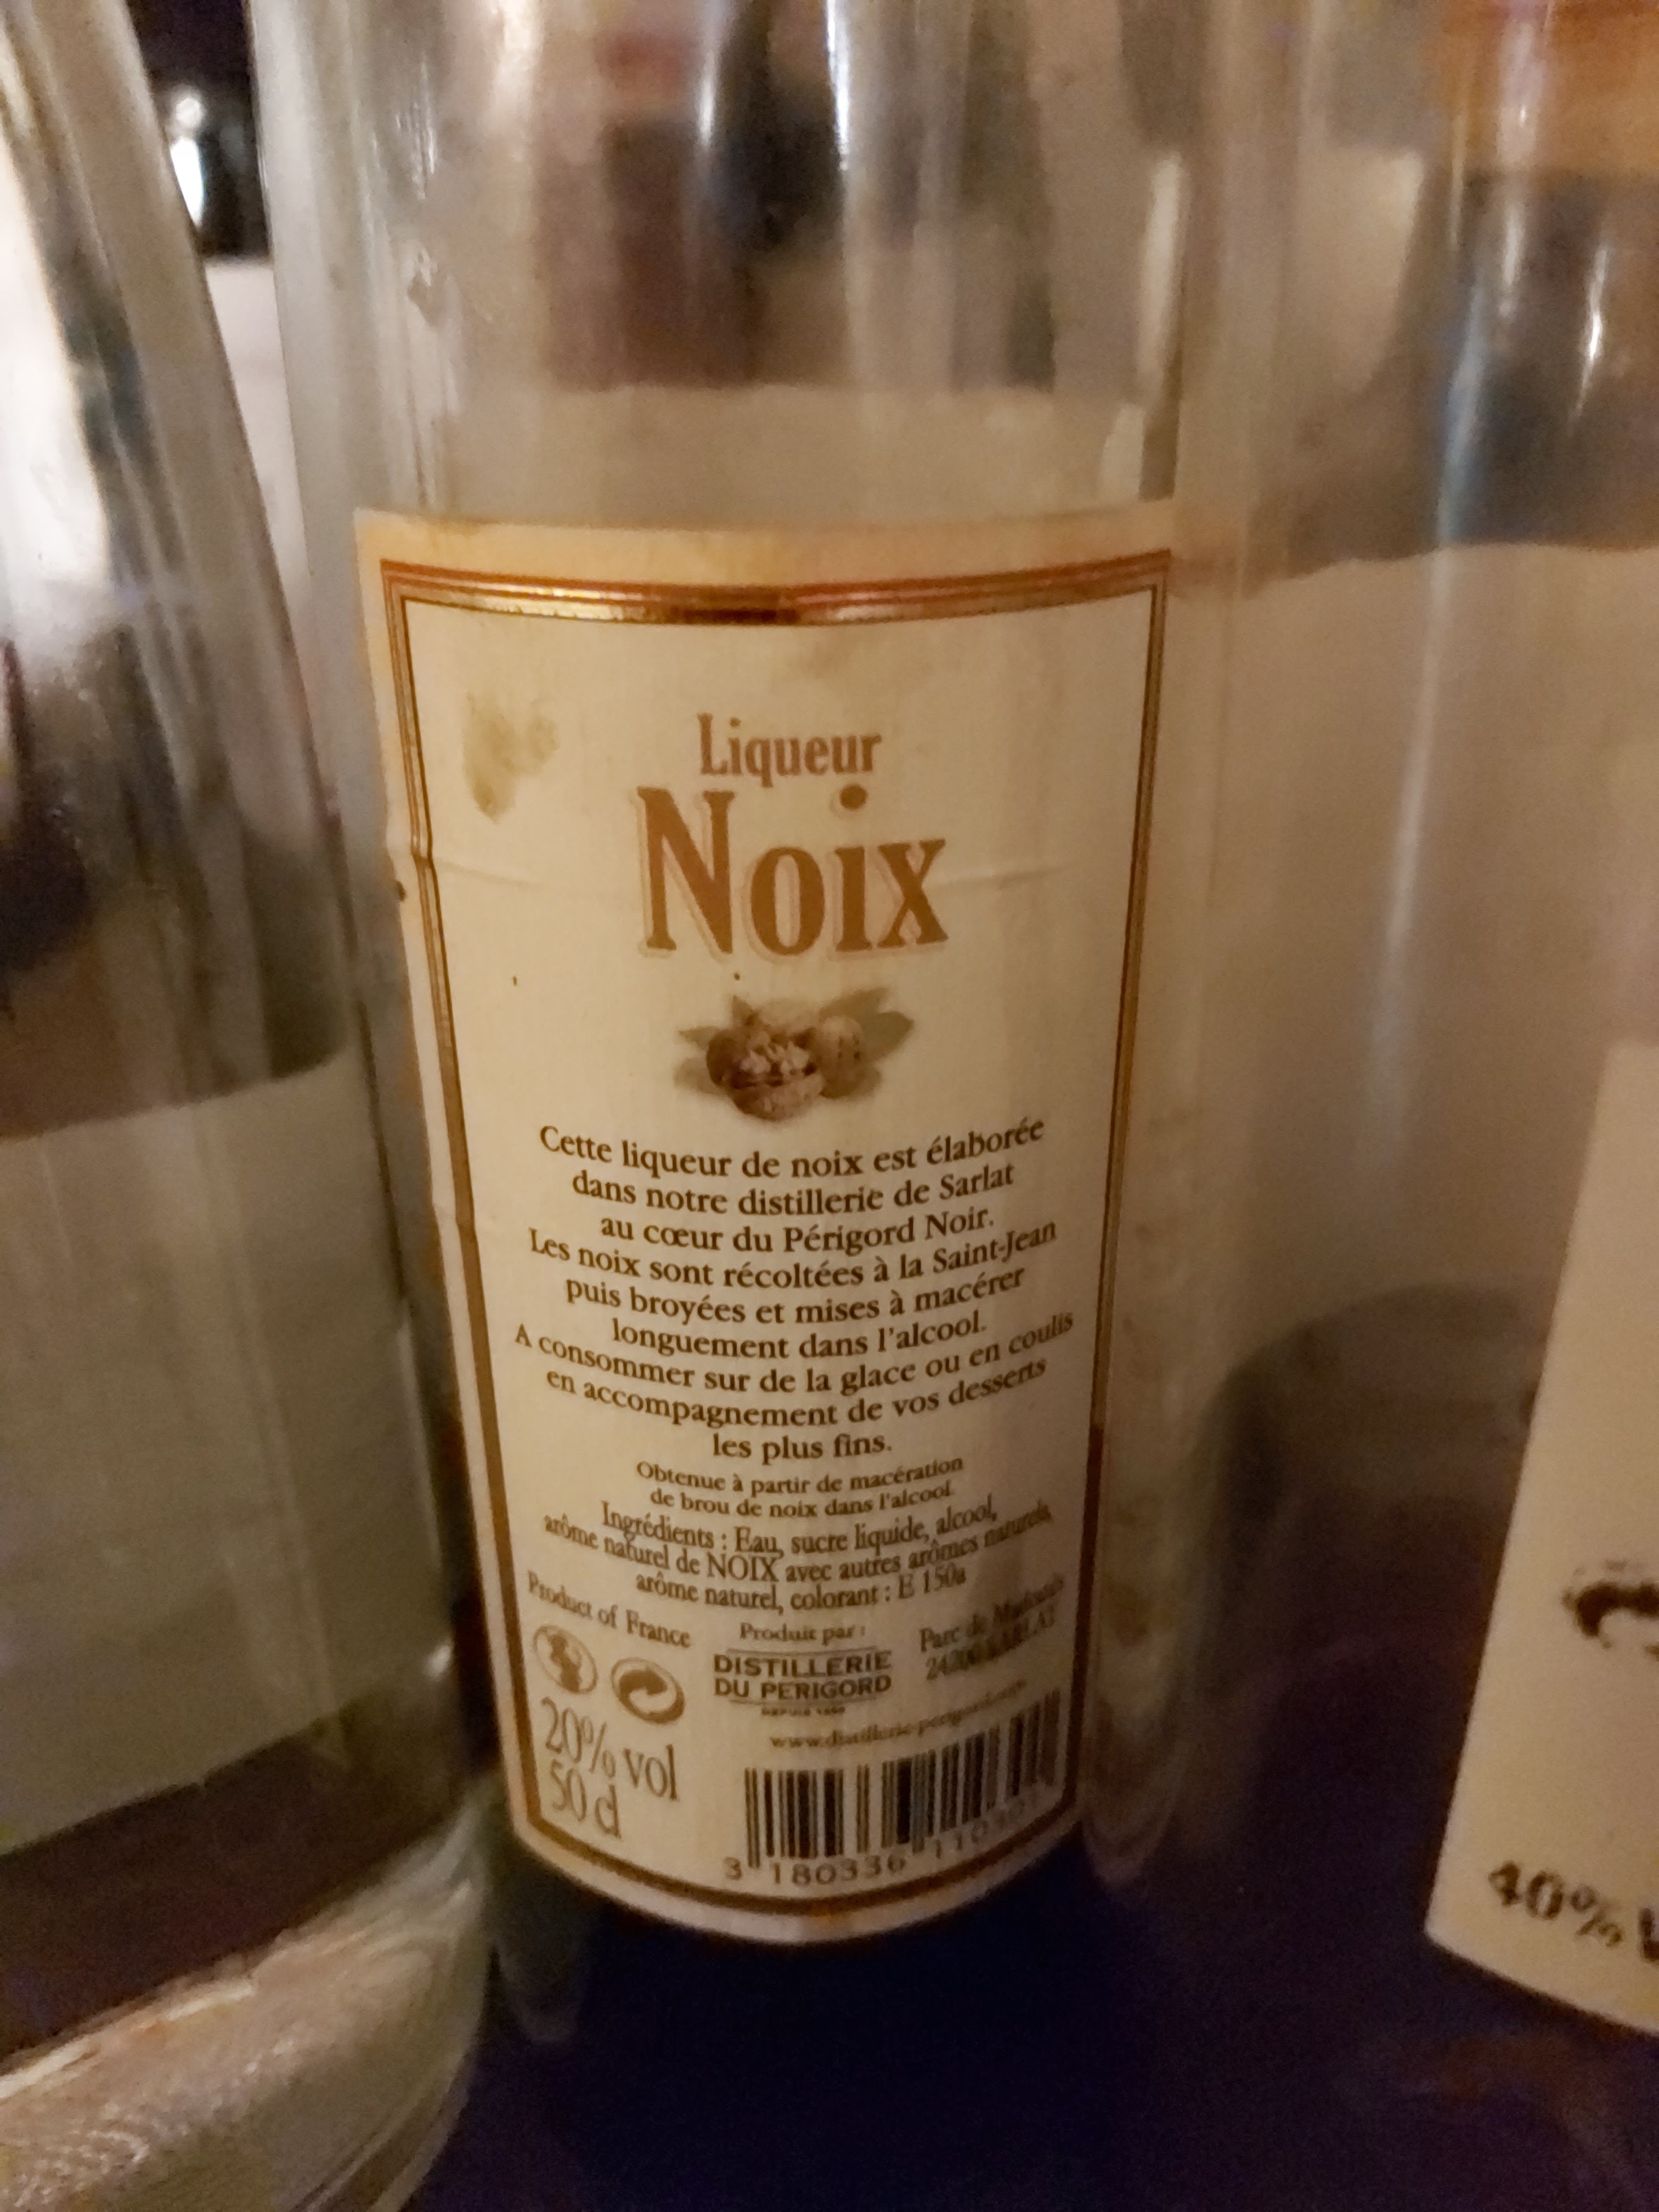 Liqueur
Noix
Cette liqueur de noix est élaborée
dans notre distillerie de Sarlat
au cœur du Périgord Noir.
Les noix sont récoltées à la Saint-Jean
puis broyées et mises à macérer
longuement dans l'alcool.
A consommer sur de la glace ou en coulis
en accompagnement de vos desserts
les plus fins.
Obtenue à partir de macération
de brou de noix dans l'alcool.
Ingrédients : Eau, sucre liquide, alcool,
arôme naturel de NOIX avec autres arômes naturels,
arôme naturel, colorant : E 150a
Product of France
Produit par :
DISTILLERIE
DU PERIGORD
DEPUIS
Parc de
SARLAT
20% vol
50 cl
3 180336
40%